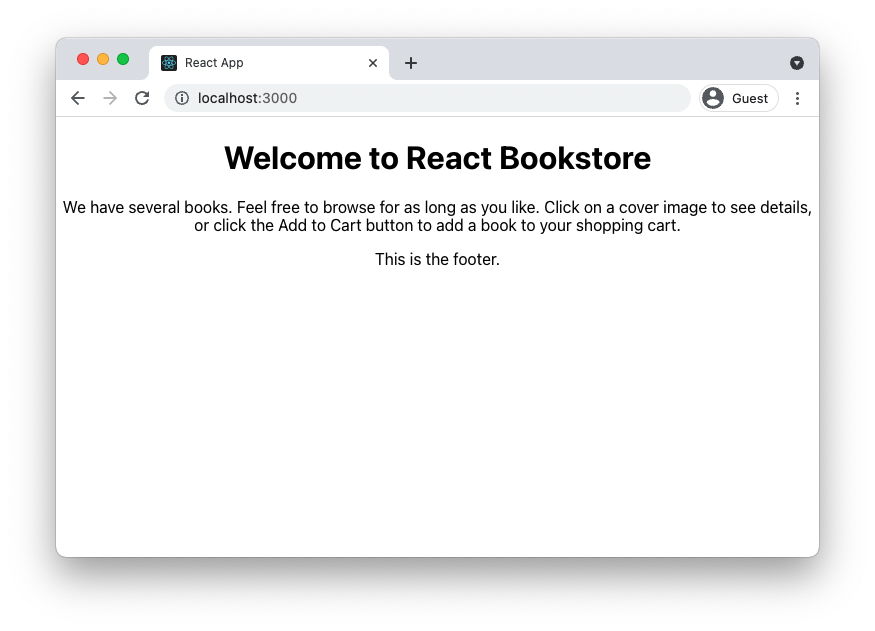 React App
localhost:3000
Guest
Welcome to React Bookstore
We have several books. Feel free to browse for as long as you like. Click on a cover image to see details,
or click the Add to Cart button to add a book to your shopping cart.
This is the footer.